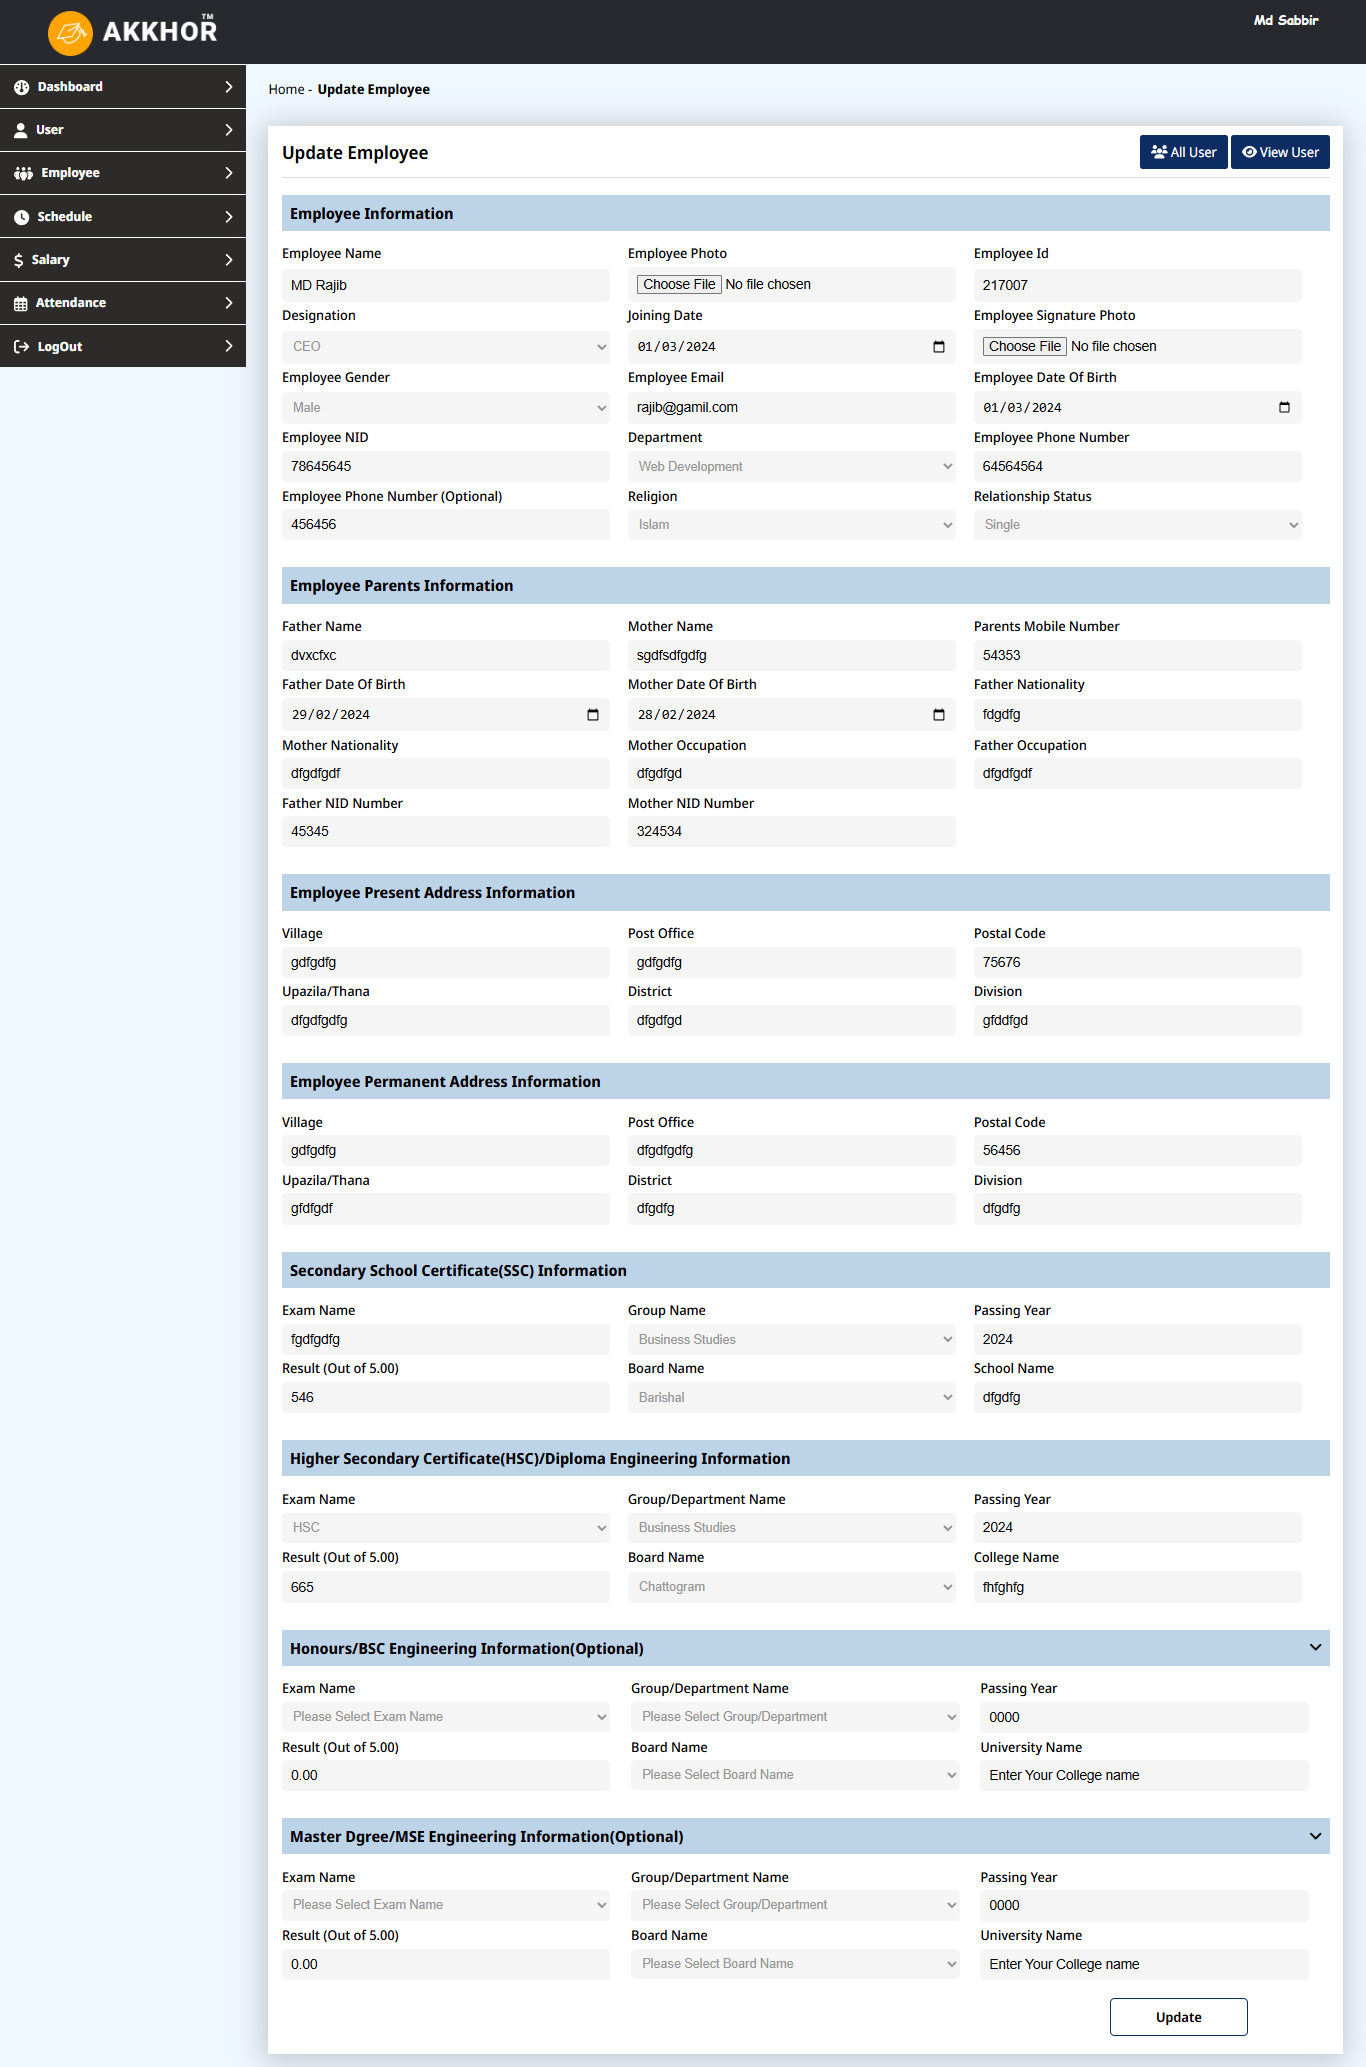 AKKHOR™
Md Sabbir
Dashboard
User
Employee
Schedule
Salary
Attendance
LogOut
Home - Update Employee
Update Employee
All User View User
Employee Information
Employee Name Employee Photo Employee Id
MD Rajib Choose File No file chosen 217007
Designation Joining Date Employee Signature Photo
CEO 01/03/2024 Choose File No file chosen
Employee Gender Employee Email Employee Date Of Birth
Male rajib@gamil.com 01/03/2024
Employee NID Department Employee Phone Number
78645645 Web Development 64564564
Employee Phone Number (Optional) Religion Relationship Status
456456 Islam Single
Employee Parents Information
Father Name Mother Name Parents Mobile Number
dvxcfxc sgdfsdfgdfg 54353
Father Date Of Birth Mother Date Of Birth Father Nationality
29/02/2024 28/02/2024 fdgdfg
Mother Nationality Mother Occupation Father Occupation
dfgdfgdf dfgdfgd dfgdfgdf
Father NID Number Mother NID Number
45345 324534
Employee Present Address Information
Village Post Office Postal Code
gdfgdfg gdfgdfg 75676
Upazila/Thana District Division
dfgdfgdfg dfgdfgd gfddfgd
Employee Permanent Address Information
Village Post Office Postal Code
gdfgdfg dfgdfgdfg 56456
Upazila/Thana District Division
gfdfgdf dfgdfg dfgdfg
Secondary School Certificate(SSC) Information
Exam Name Group Name Passing Year
fgdfgdfg Business Studies 2024
Result (Out of 5.00) Board Name School Name
546 Barishal dfgdfg
Higher Secondary Certificate(HSC)/Diploma Engineering Information
Exam Name Group/Department Name Passing Year
HSC Business Studies 2024
Result (Out of 5.00) Board Name College Name
665 Chattogram fhfghfg
Honours/BSC Engineering Information(Optional)
Exam Name Group/Department Name Passing Year
Please Select Exam Name Please Select Group/Department 0000
Result (Out of 5.00) Board Name University Name
0.00 Please Select Board Name Enter Your College name
Master Dgree/MSE Engineering Information(Optional)
Exam Name Group/Department Name Passing Year
Please Select Exam Name Please Select Group/Department 0000
Result (Out of 5.00) Board Name University Name
0.00 Please Select Board Name Enter Your College name
Update